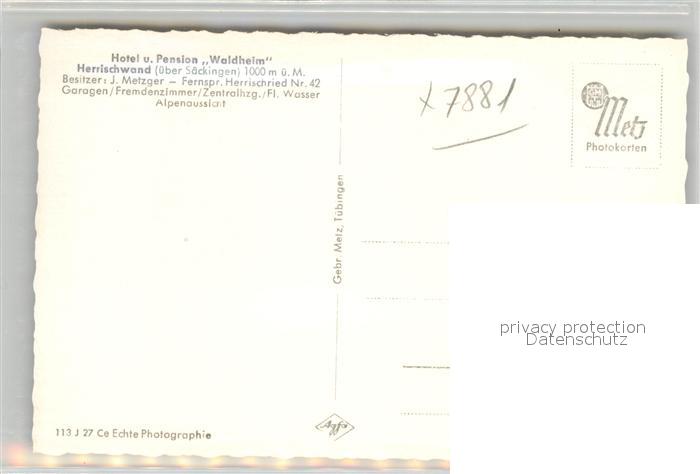 Hotel u. Pension „Waldheim"
Herrischwand (über Säckingen) 1000 m ü. M.
Besitzer: J. Metzger — Fernspr. Herrischried Nr. 42
Garagen/Fremdenzimmer/Zentralhzg./Fl. Wasser
Alpenaussicht
x 7881
Metz
Photokarten
Gebr. Metz, Tübingen
privacy protection
Datenschutz
Agfa
113 J 27 Ce Echte Photographie